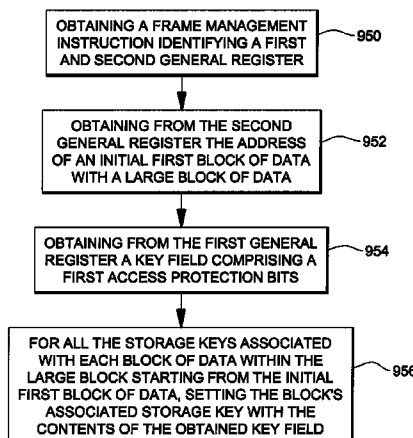 OBTAINING A FRAME MANAGEMENT
INSTRUCTION IDENTIFYING A FIRST
AND SECOND GENERAL REGISTER
950
OBTAINING FROM THE SECOND
GENERAL REGISTER THE ADDRESS
OF AN INITIAL FIRST BLOCK OF DATA
WITH A LARGE BLOCK OF DATA
952
OBTAINING FROM THE FIRST GENERAL
REGISTER A KEY FIELD COMPRISING A
FIRST ACCESS PROTECTION BITS
954
FOR ALL THE STORAGE KEYS ASSOCIATED
WITH EACH BLOCK OF DATA WITHIN THE
LARGE BLOCK STARTING FROM THE INITIAL
FIRST BLOCK OF DATA, SETTING THE BLOCK'S
ASSOCIATED STORAGE KEY WITH THE
CONTENTS OF THE OBTAINED KEY FIELD
956